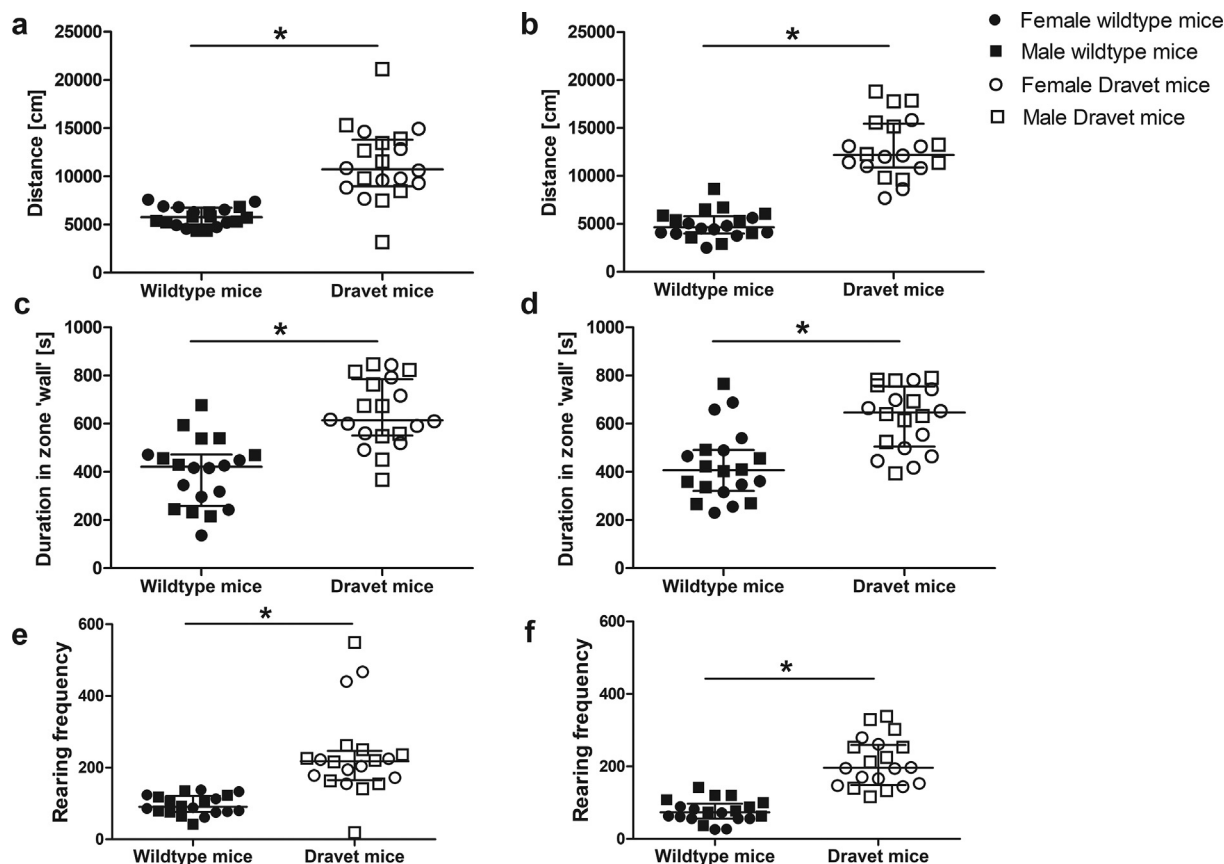 a
25000
20000
15000
10000
5000
0
Distance [cm]
*
Wildtype mice
Dravet mice
b
25000
20000
15000
10000
5000
0
Distance [cm]
*
Wildtype mice
Dravet mice
Female wildtype mice
Male wildtype mice
Female Dravet mice
Male Dravet mice
c
1000
800
600
400
200
0
Duration in zone 'wall' [s]
*
Wildtype mice
Dravet mice
d
1000
800
600
400
200
0
Duration in zone 'wall' [s]
*
Wildtype mice
Dravet mice
e
600
400
200
0
Rearing frequency
*
Wildtype mice
Dravet mice
f
600
400
200
0
Rearing frequency
*
Wildtype mice
Dravet mice